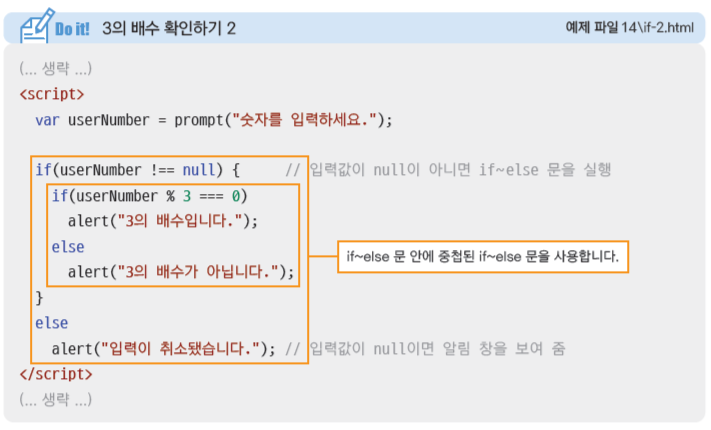 Do it! 3의 배수 확인하기 2 예제 파일 14\if-2.html
(... 생략 ...)
<script>
var userNumber = prompt("숫자를 입력하세요.");
if(userNumber !== null) { // 입력값이 null이 아니면 if~else 문을 실행
if(userNumber % 3 === 0)
alert("3의 배수입니다.");
else
alert("3의 배수가 아닙니다.");
if~else 문 안에 중첩된 if~else 문을 사용합니다.
}
else
alert("입력이 취소됐습니다."); // 입력값이 null이면 알림 창을 보여 줌
</script>
(... 생략 ...)